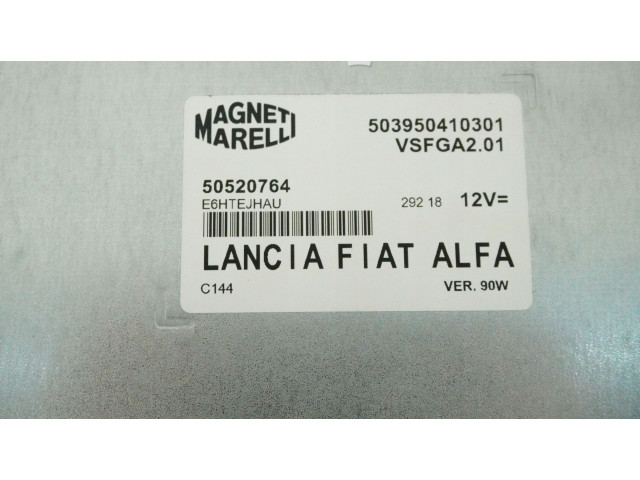 MAGNETI
MARELLI
503950410301
VSFGA2.01
50520764
E6HTEJHAU
292 18 12V=
LANCIA FIAT ALFA
C144
VER. 90W